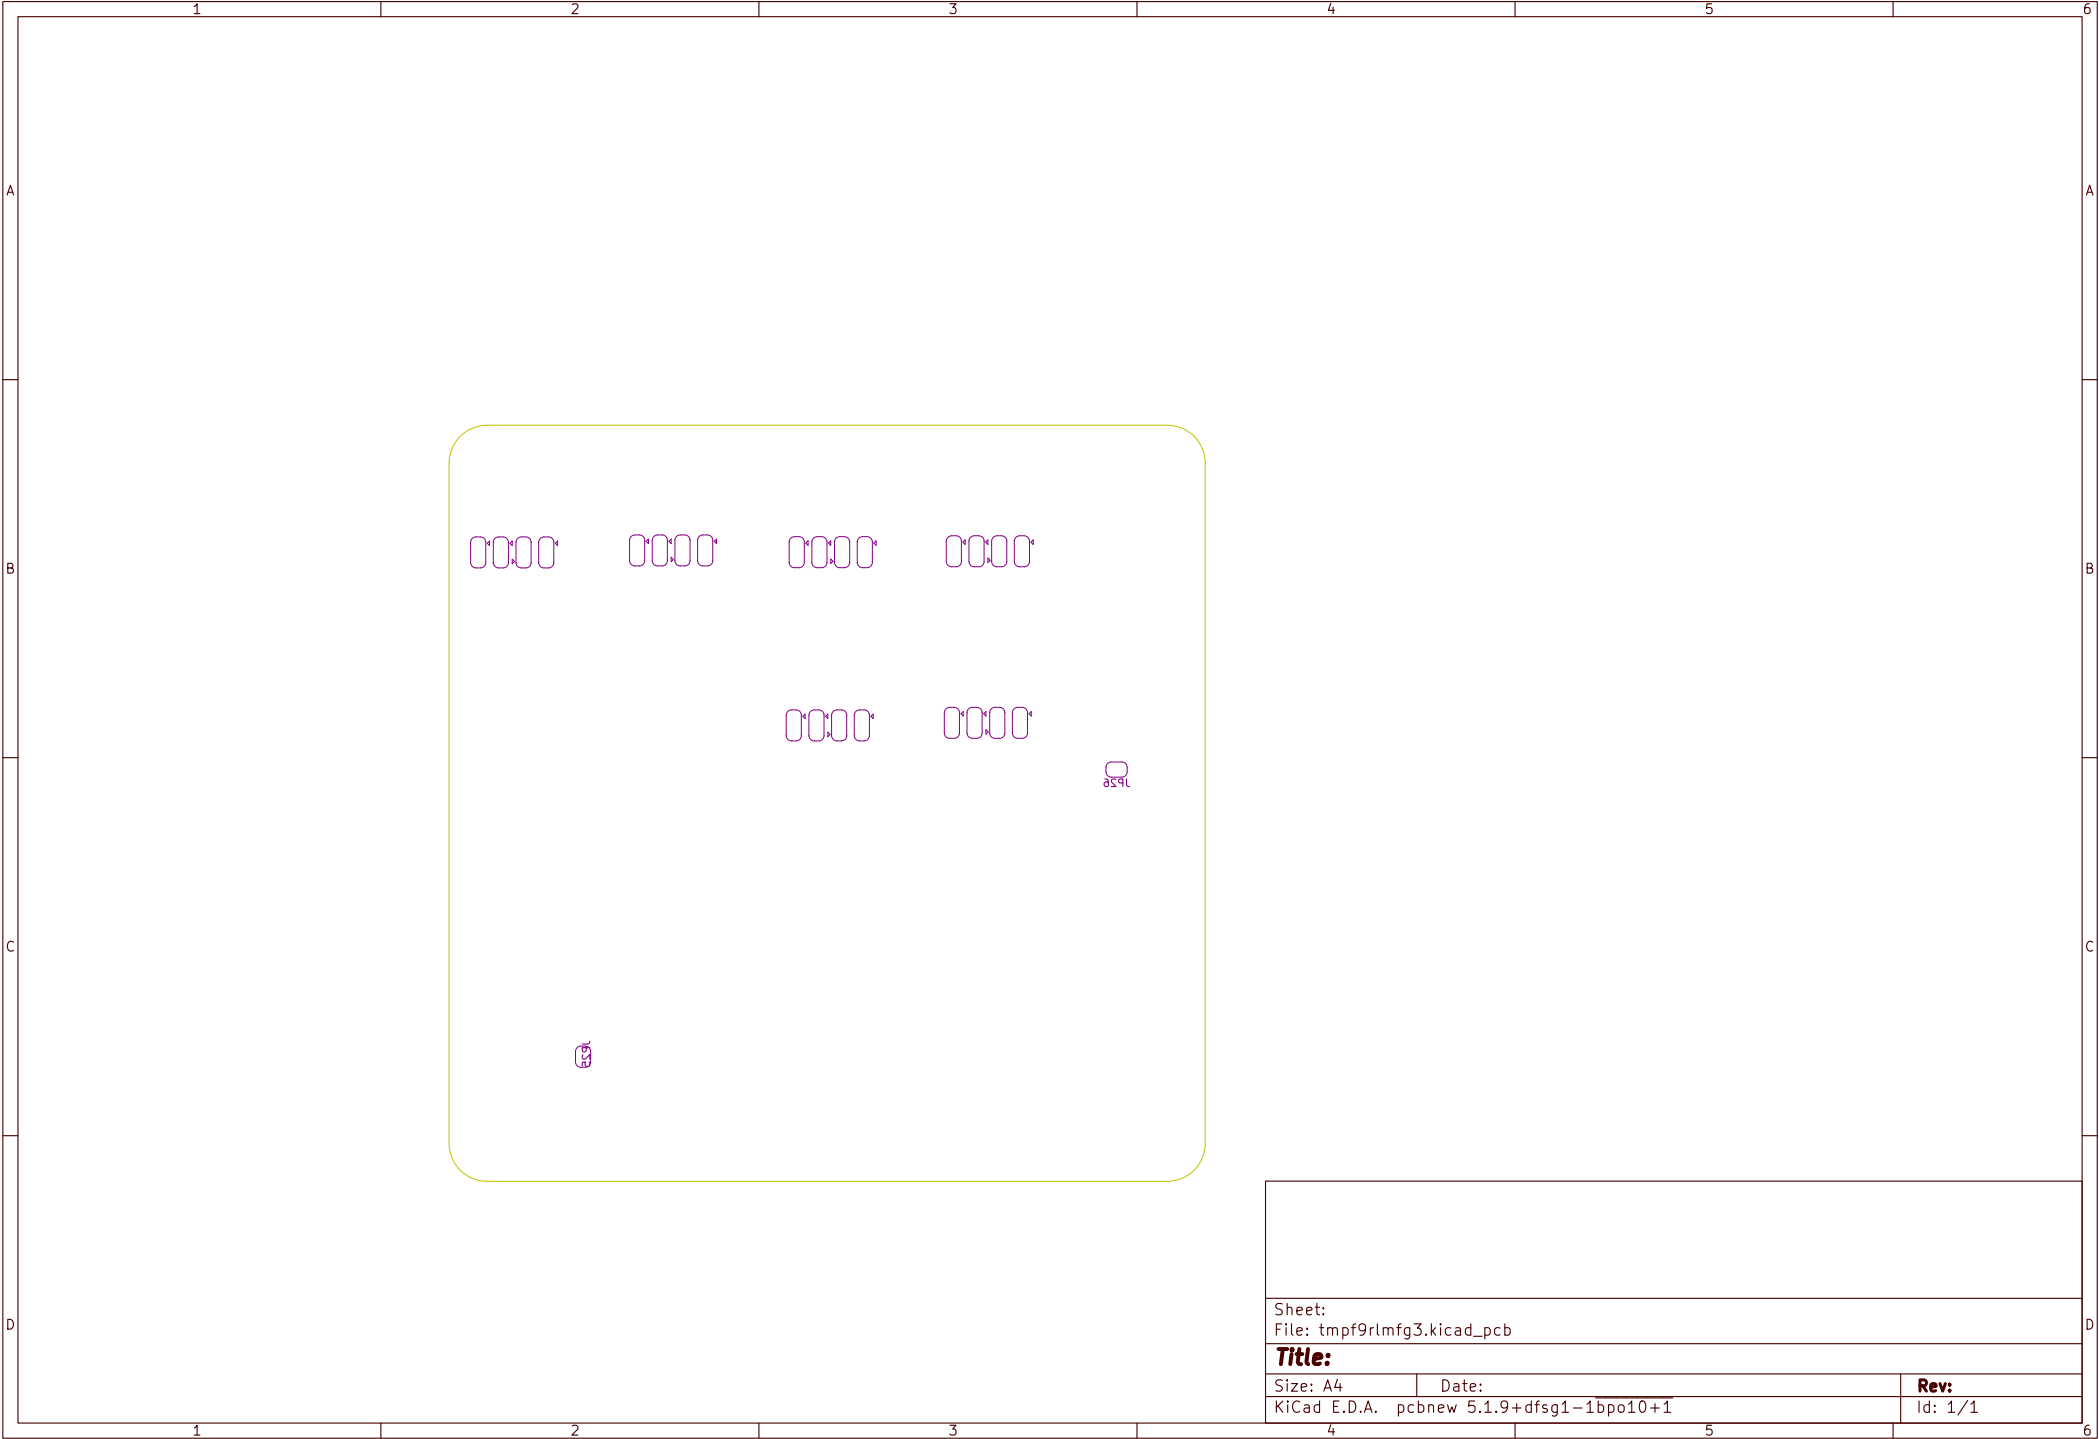 1 2 3 4 5 6
A A
B B
JP26
C C
JP25
Sheet:
File: tmpf9rlmfg3.kicad_pcb
D D
Title:
Size: A4 Date: Rev:
KiCad E.D.A. pcbnew 5.1.9+dfsg1-1bpo10+1 Id: 1/1
1 2 3 4 5 6